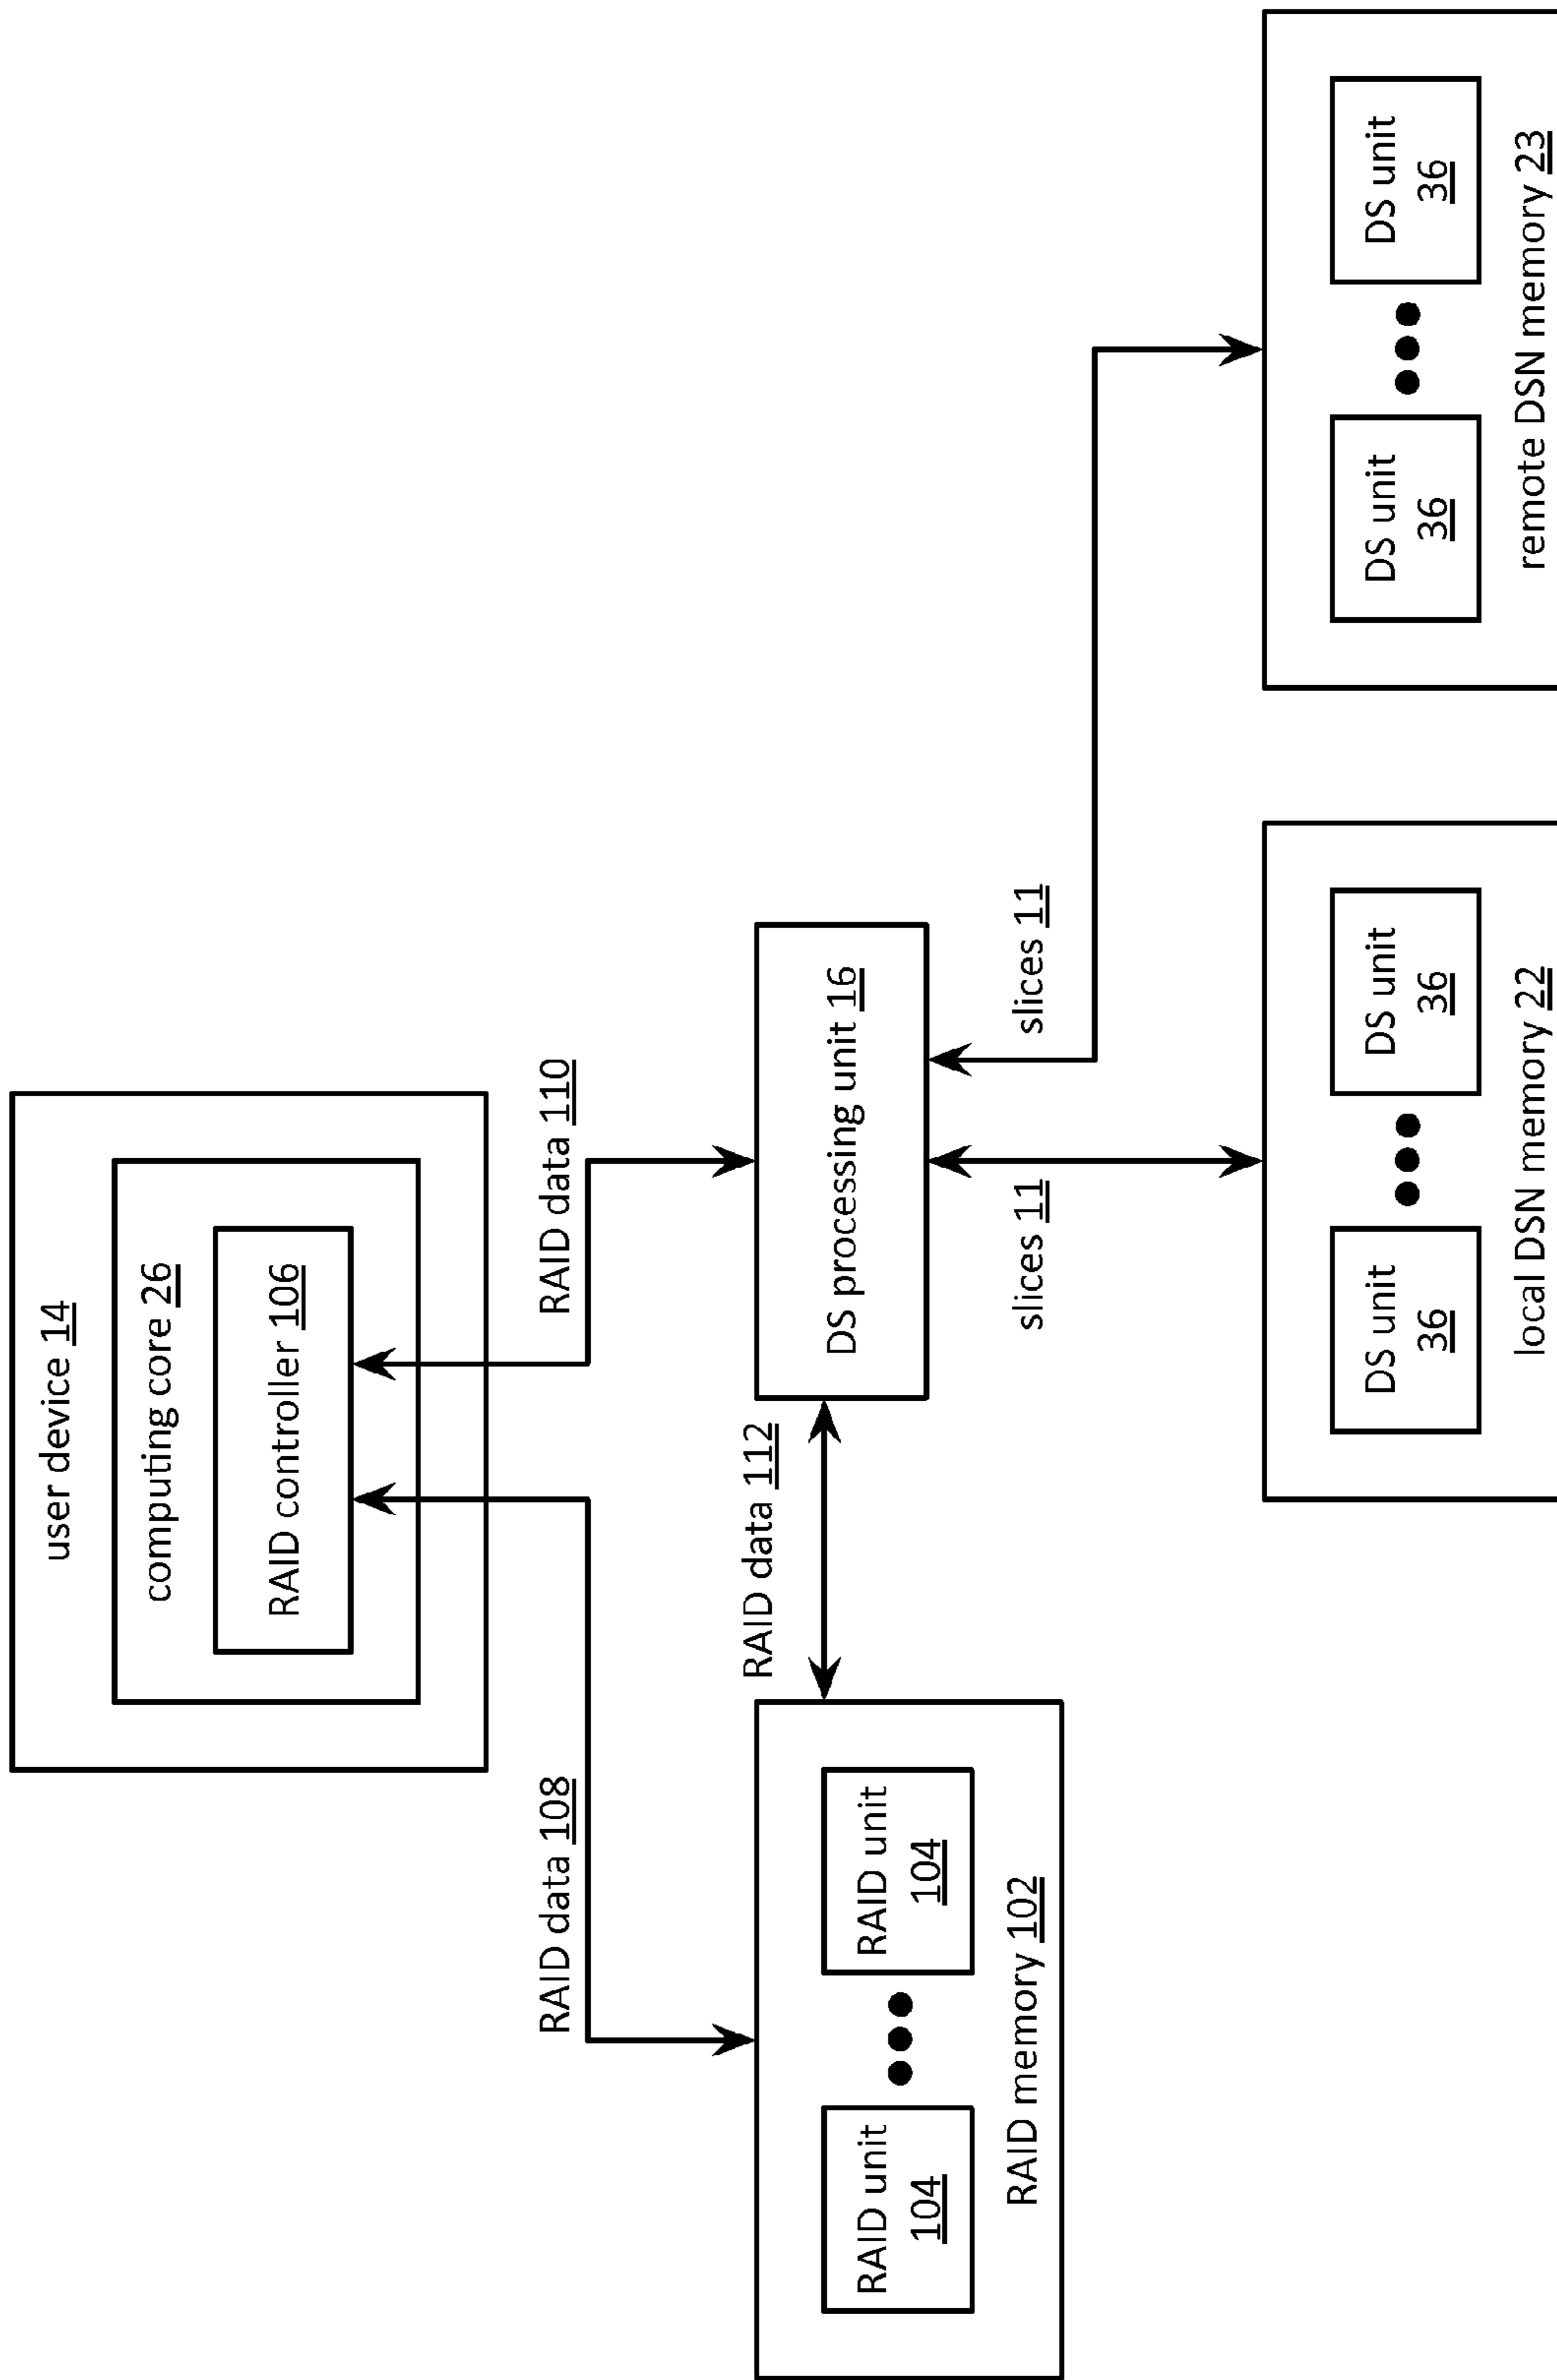 user device 14
computing core 26
RAID controller 106
RAID data 108
RAID data 110
RAID data 112
RAID unit
104
RAID unit
104
RAID memory 102
DS processing unit 16
slices 11
slices 11
DS unit
36
DS unit
36
local DSN memory 22
DS unit
36
DS unit
36
remote DSN memory 23